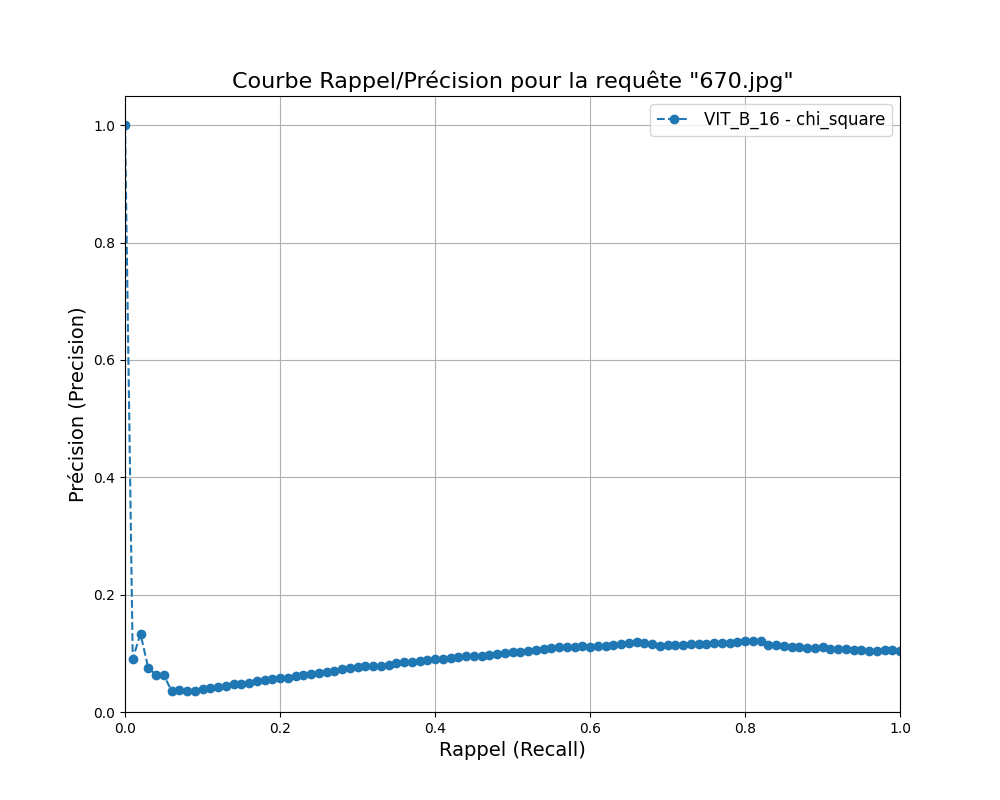 Courbe Rappel/Précision pour la requête "670.jpg"
VIT_B_16 - chi_square
1.0
0.8
0.6
0.4
0.2
0.0
Précision (Precision)
0.0 0.2 0.4 0.6 0.8 1.0
Rappel (Recall)